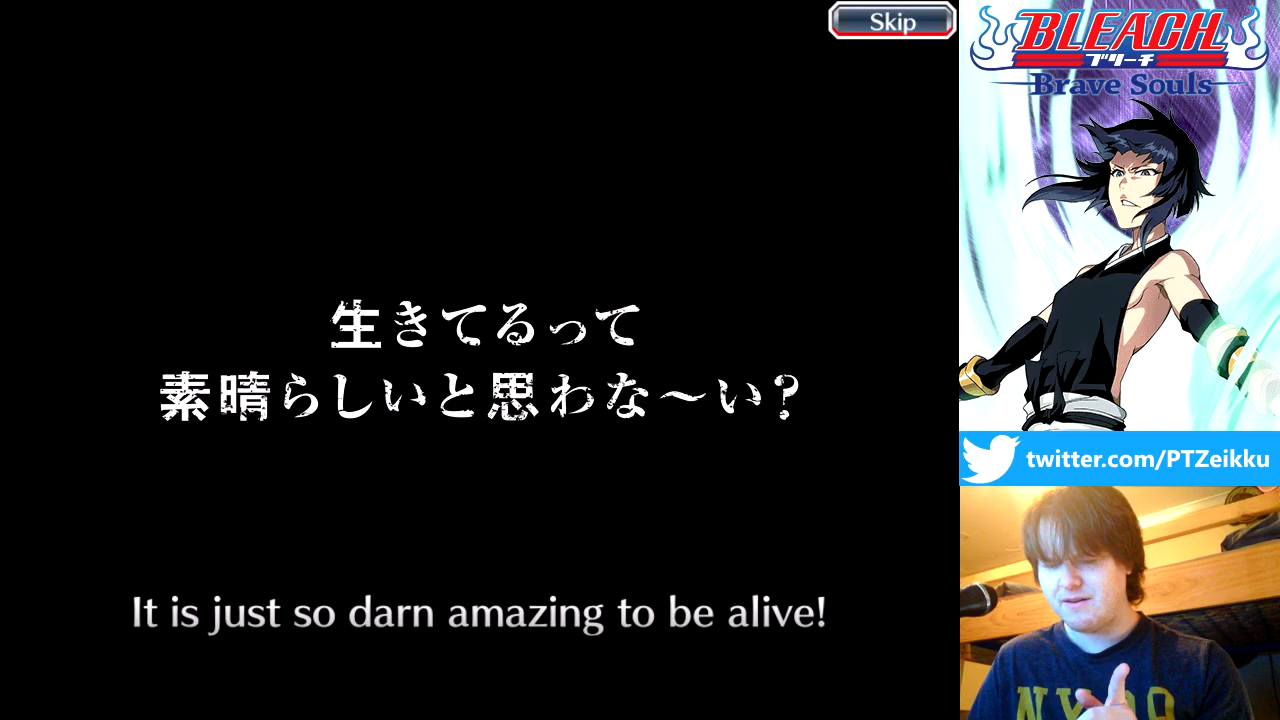 Skip
BLEACH
ブリーチ
Brave Souls
生きてるって
素晴らしいと思わな〜い?
It is just so darn amazing to be alive!
twitter.com/PTZeikku